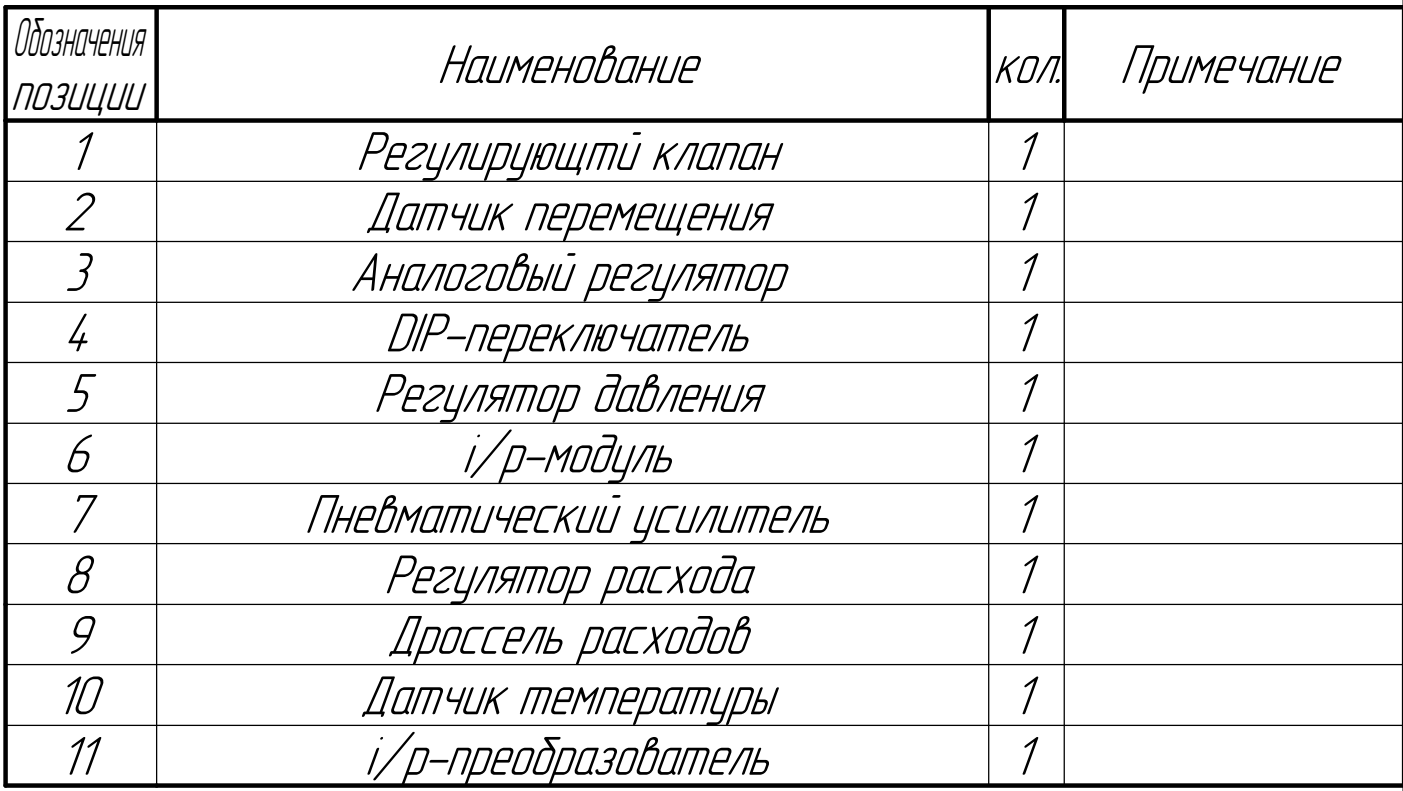 Обозначения позиции Наименование кол. Примечание
1 Регулирующти клапан 1
2 Датчик перемещения 1
3 Аналоговый регулятор 1
4 DIP-переключатель 1
5 Регулятор давления 1
6 i/p-модуль 1
7 Пневматический усилитель 1
8 Регулятор расхода 1
9 Дроссель расходов 1
10 Датчик температуры 1
11 i/p-преобразователь 1